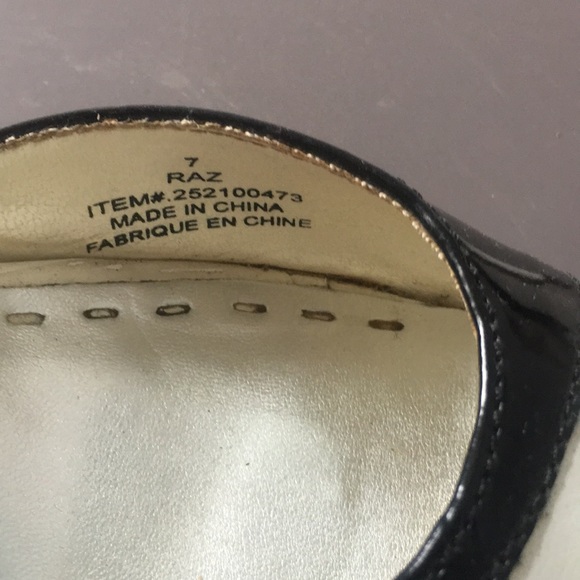 7
RAZ
ITEM#.252100473
MADE IN CHINA
FABRIQUE EN CHINE